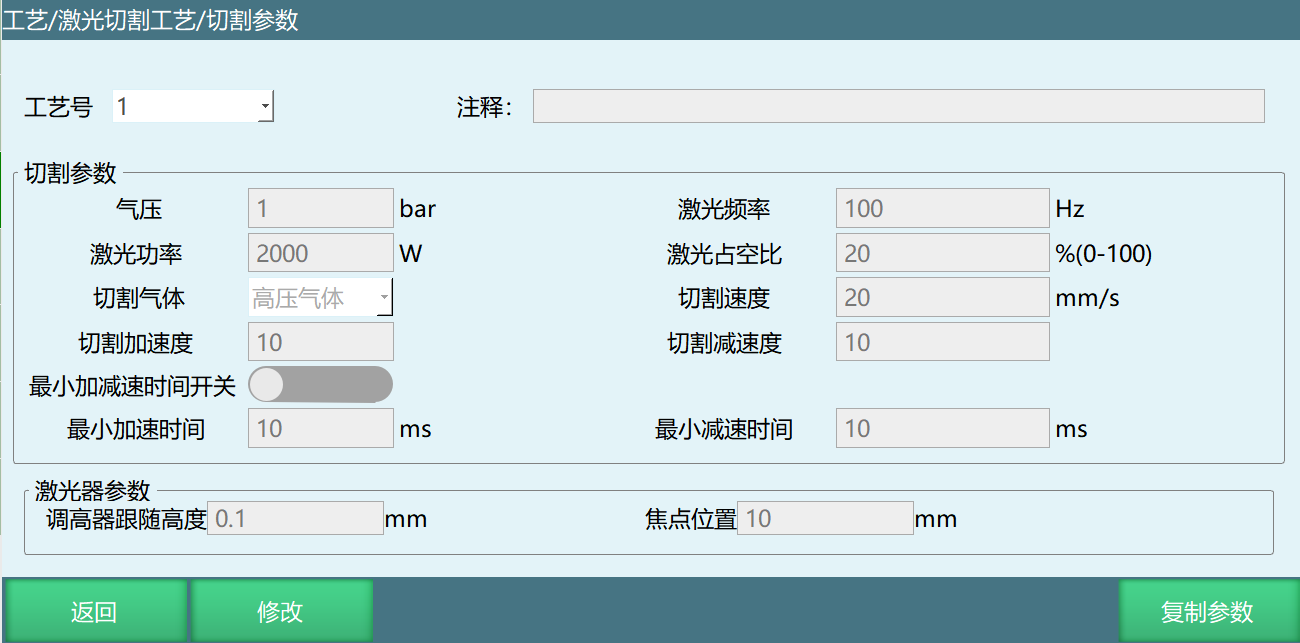 工艺/激光切割工艺/切割参数
工艺号 1 注释：
切割参数
气压 1 bar 激光频率 100 Hz
激光功率 2000 W 激光占空比 20 %(0-100)
切割气体 高压气体 切割速度 20 mm/s
切割加速度 10 切割减速度 10
最小加减速时间开关
最小加速时间 10 ms 最小减速时间 10 ms
激光器参数
调高器跟随高度 0.1 mm 焦点位置 10 mm
返回 修改 复制参数